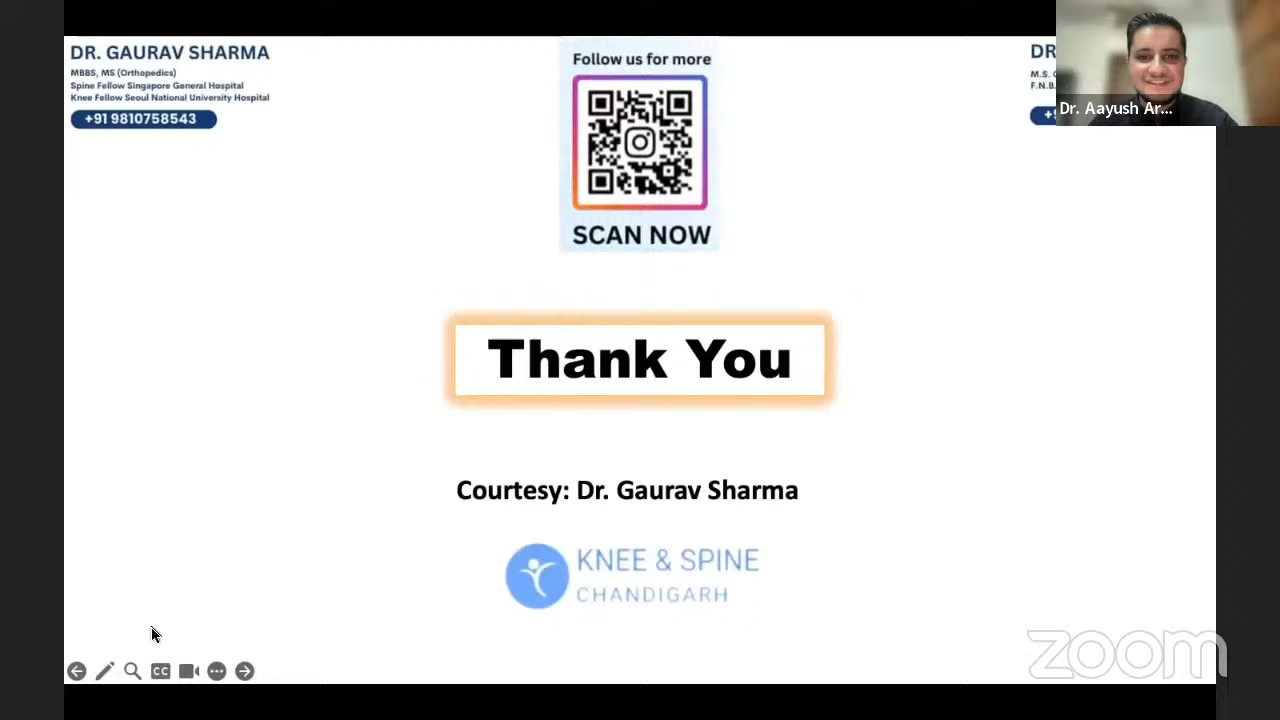 DR. GAURAV SHARMA
MBBS, MS (Orthopedics)
Spine Fellow Singapore General Hospital
Knee Fellow Seoul National University Hospital
+91 9810758543
Follow us for more
SCAN NOW
DR.
M.S.
F.N.B.
Dr. Aayush Ar...
Thank You
Courtesy: Dr. Gaurav Sharma
KNEE & SPINE
CHANDIGARH
CC
zoom